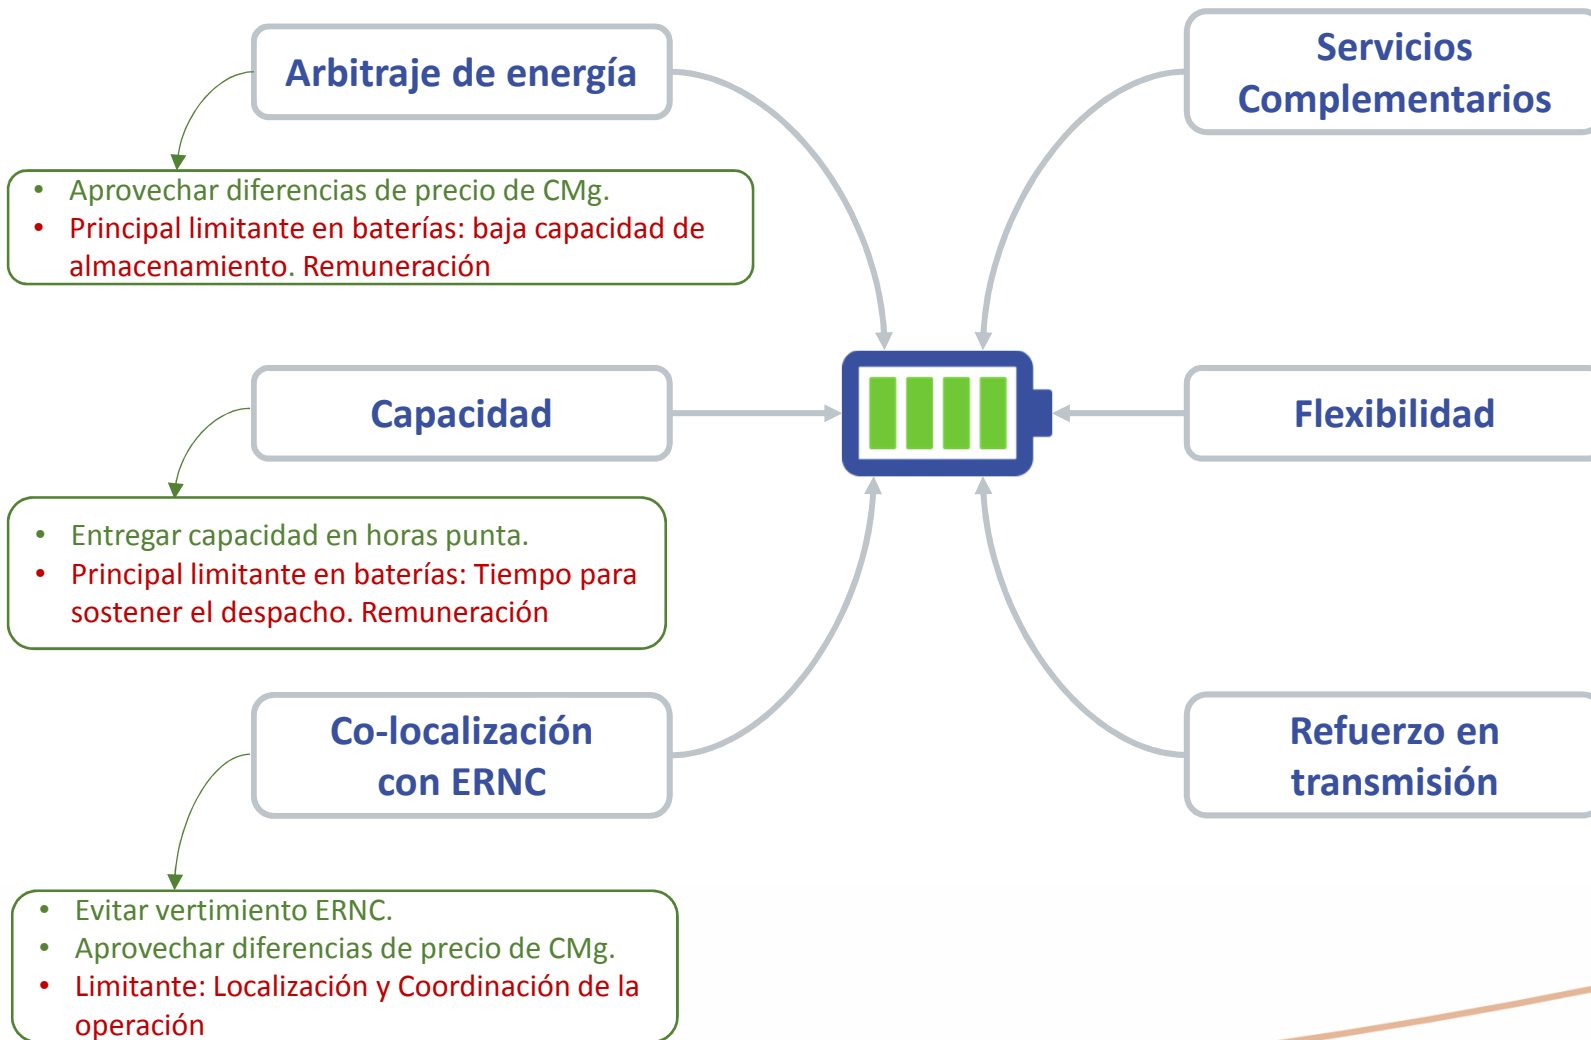 Arbitraje de energía
• Aprovechar diferencias de precio de CMg.
• Principal limitante en baterías: baja capacidad de
almacenamiento. Remuneración
Capacidad
• Entregar capacidad en horas punta.
• Principal limitante en baterías: Tiempo para
sostener el despacho. Remuneración
Co-localización
con ERNC
• Evitar vertimiento ERNC.
• Aprovechar diferencias de precio de CMg.
• Limitante: Localización y Coordinación de la
operación
Servicios
Complementarios
Flexibilidad
Refuerzo en
transmisión